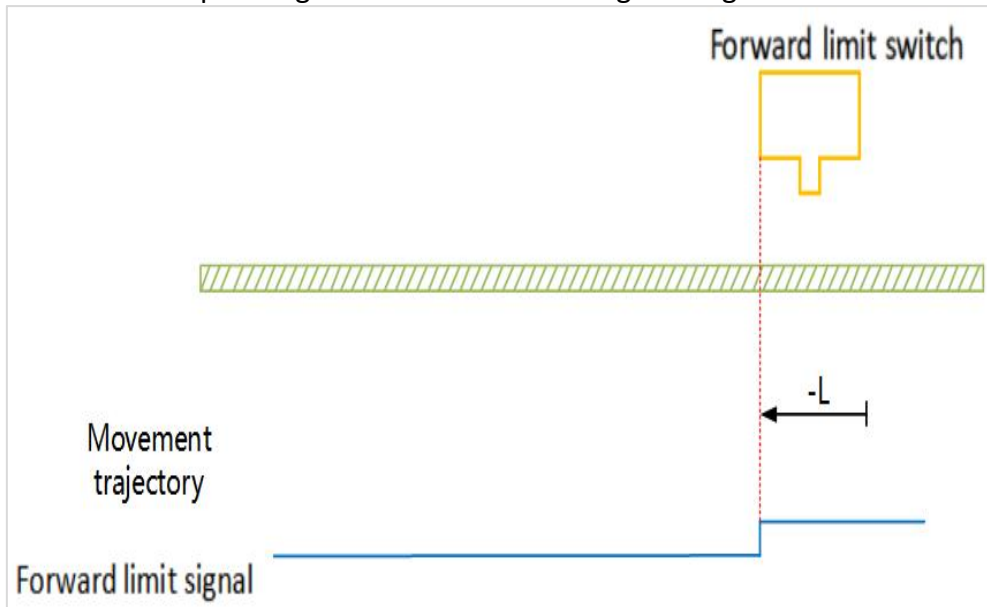 Forward limit switch
-L
Movement
trajectory
Forward limit signal